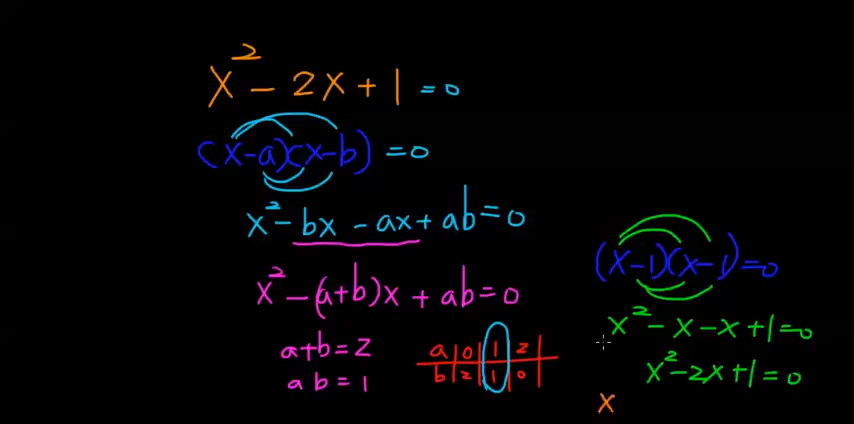 x² - 2x + 1 = 0
(x-a)(x-b) = 0
x² - bx - ax + ab = 0
x² - (a+b)x + ab = 0
a+b = 2
ab = 1
a | 0 | 1 | 2 |
b | 2 | 1 | 0 |
(x-1)(x-1) = 0
x² - x - x + 1 = 0
x² - 2x + 1 = 0
x